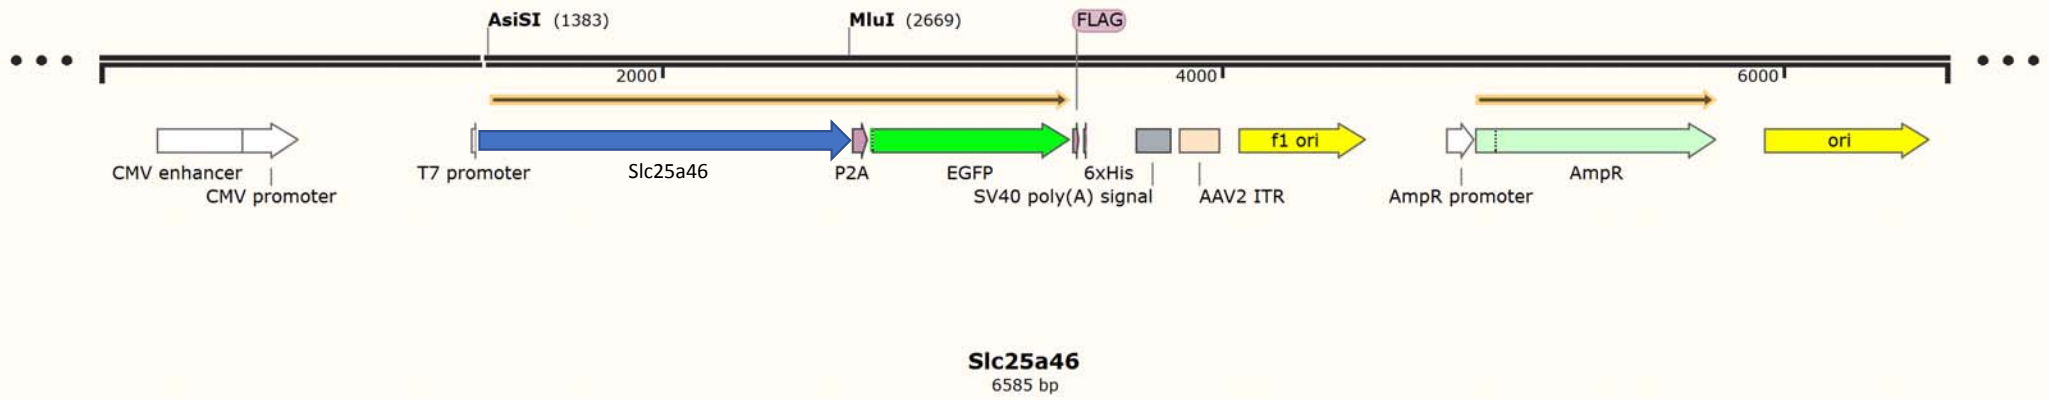 AsiSI (1383)
MluI (2669)
FLAG
2000
4000
6000
f1 ori
ori
CMV enhancer
T7 promoter
Slc25a46
P2A
EGFP
6xHis
AmpR
CMV promoter
SV40 poly(A) signal
AAV2 ITR
AmpR promoter
Slc25a46
6585 bp